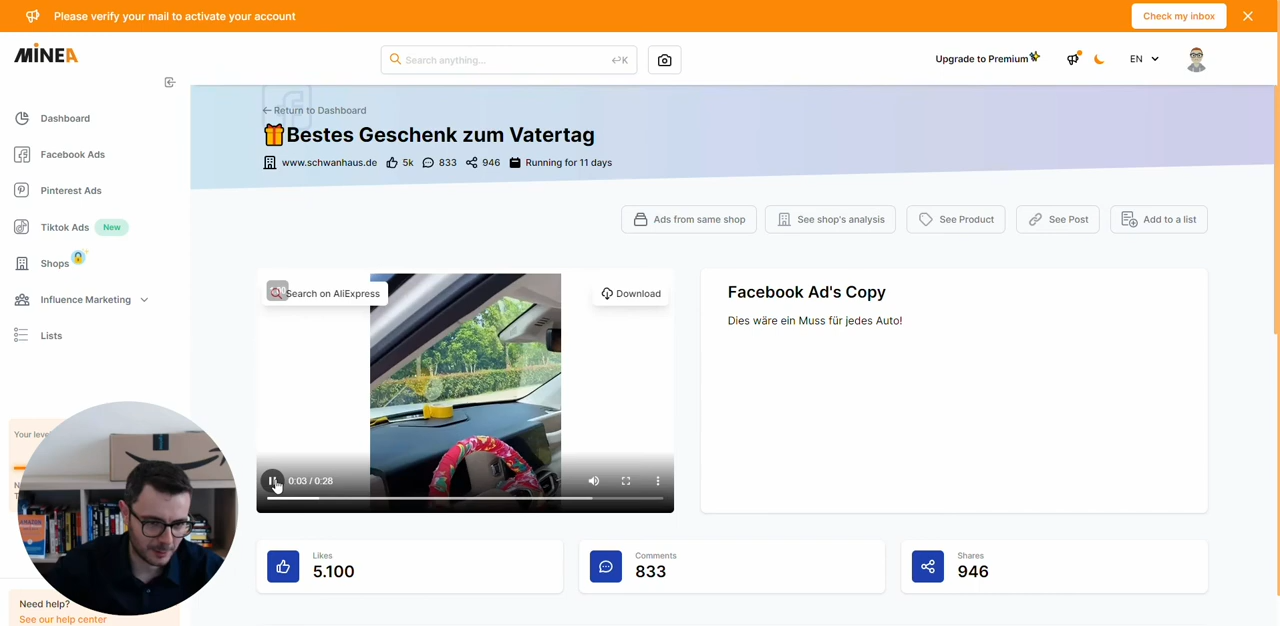 Please verify your mail to activate your account
Check my inbox
MINEA
Search anything...
K
Upgrade to Premium
EN
Dashboard
Facebook Ads
Pinterest Ads
Tiktok Ads New
Shops
Influence Marketing
Lists
Your leve
Need help?
See our help center
Return to Dashboard
Bestes Geschenk zum Vatertag
www.schwanhaus.de 5k 833 946 Running for 11 days
Ads from same shop
See shop's analysis
See Product
See Post
Add to a list
Search on AliExpress
Download
0:03 / 0:28
Facebook Ad's Copy
Dies wäre ein Muss für jedes Auto!
Likes
5.100
Comments
833
Shares
946